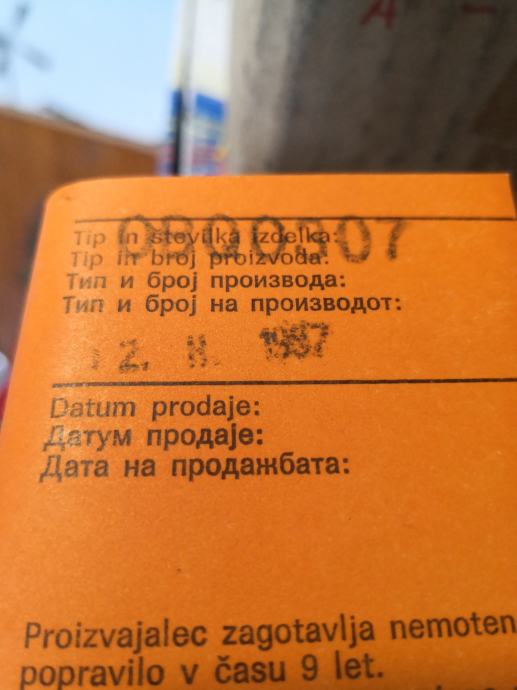 Tip in številka izdelka:
Tip in broj proizvoda:
Тип и број производа:
Тип и број на производот:
1987
Datum prodaje:
Датум продаје:
Дата на продажбата:
Proizvajalec zagotavlja nemoten
popravilo v času 9 let.